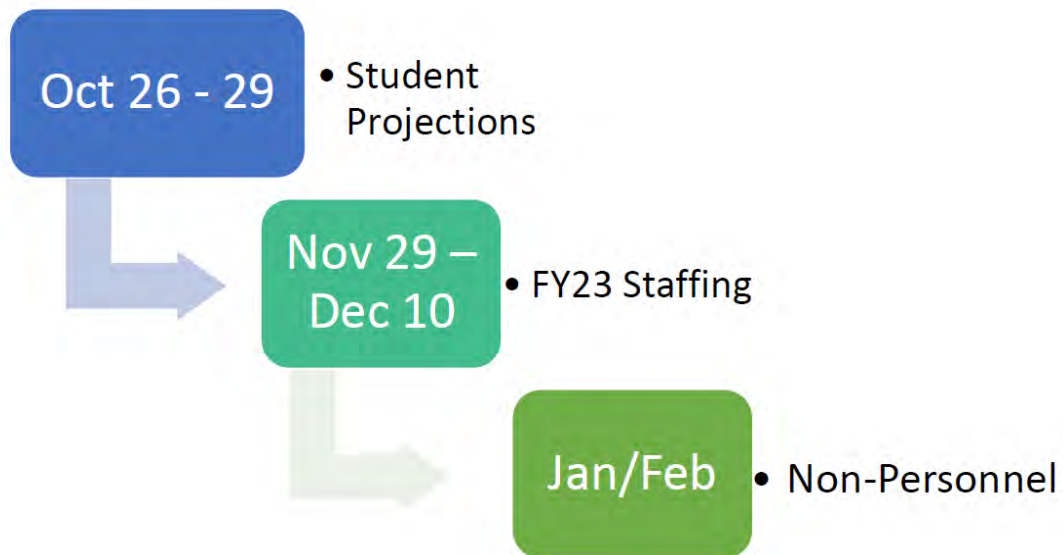 Oct 26 - 29
• Student
Projections
Nov 29 –
Dec 10
• FY23 Staffing
Jan/Feb
• Non-Personnel